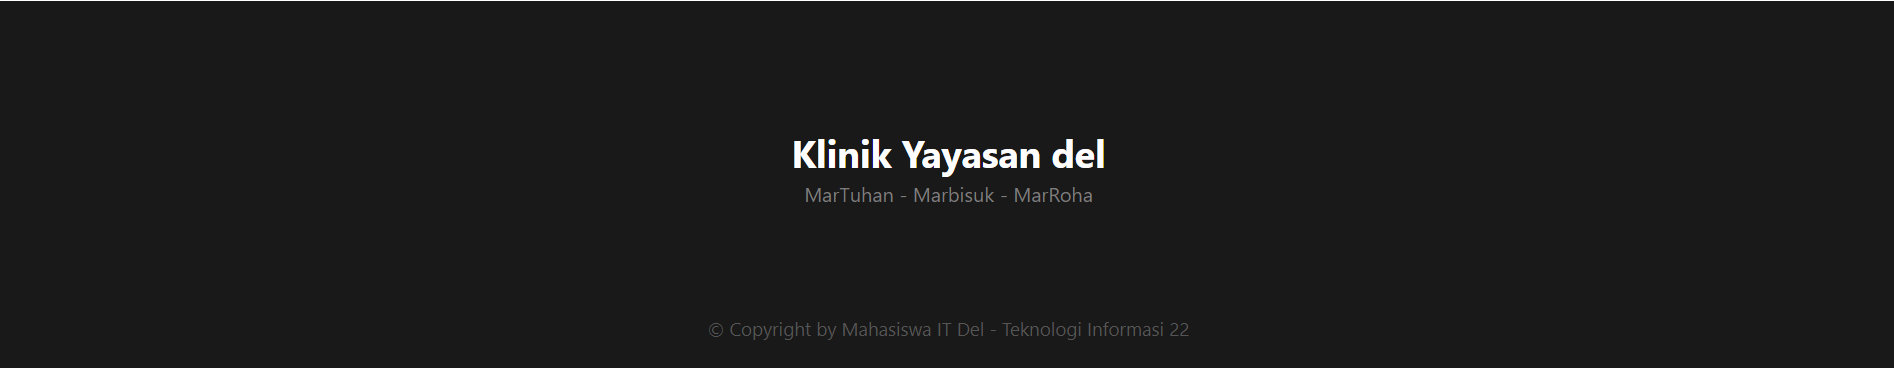 Klinik Yayasan del
MarTuhan - Marbisuk - MarRoha
© Copyright by Mahasiswa IT Del - Teknologi Informasi 22